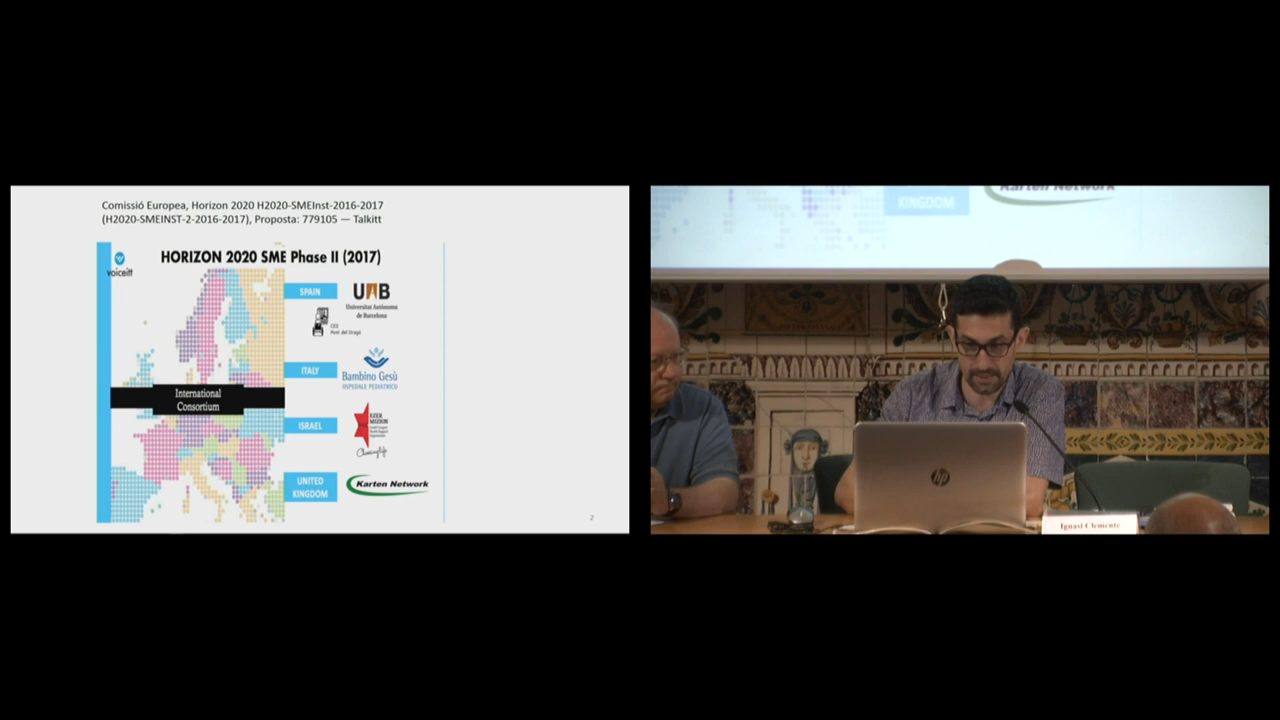 Comissió Europea, Horizon 2020 H2020-SMEInst-2016-2017
(H2020-SMEINST-2-2016-2017), Proposta: 779105 — Talkitt
voiceitt
HORIZON 2020 SME Phase II (2017)
SPAIN
UAB
Universitat Autònoma
de Barcelona
CEE
Pont del Dragó
ITALY
Bambino Gesù
OSPEDALE PEDIATRICO
International
Consortium
ISRAEL
EZER
MIZION
UNITED
KINGDOM
Karten Network
2
Karten Network
KINGDOM
hp
Iguasi Clemente